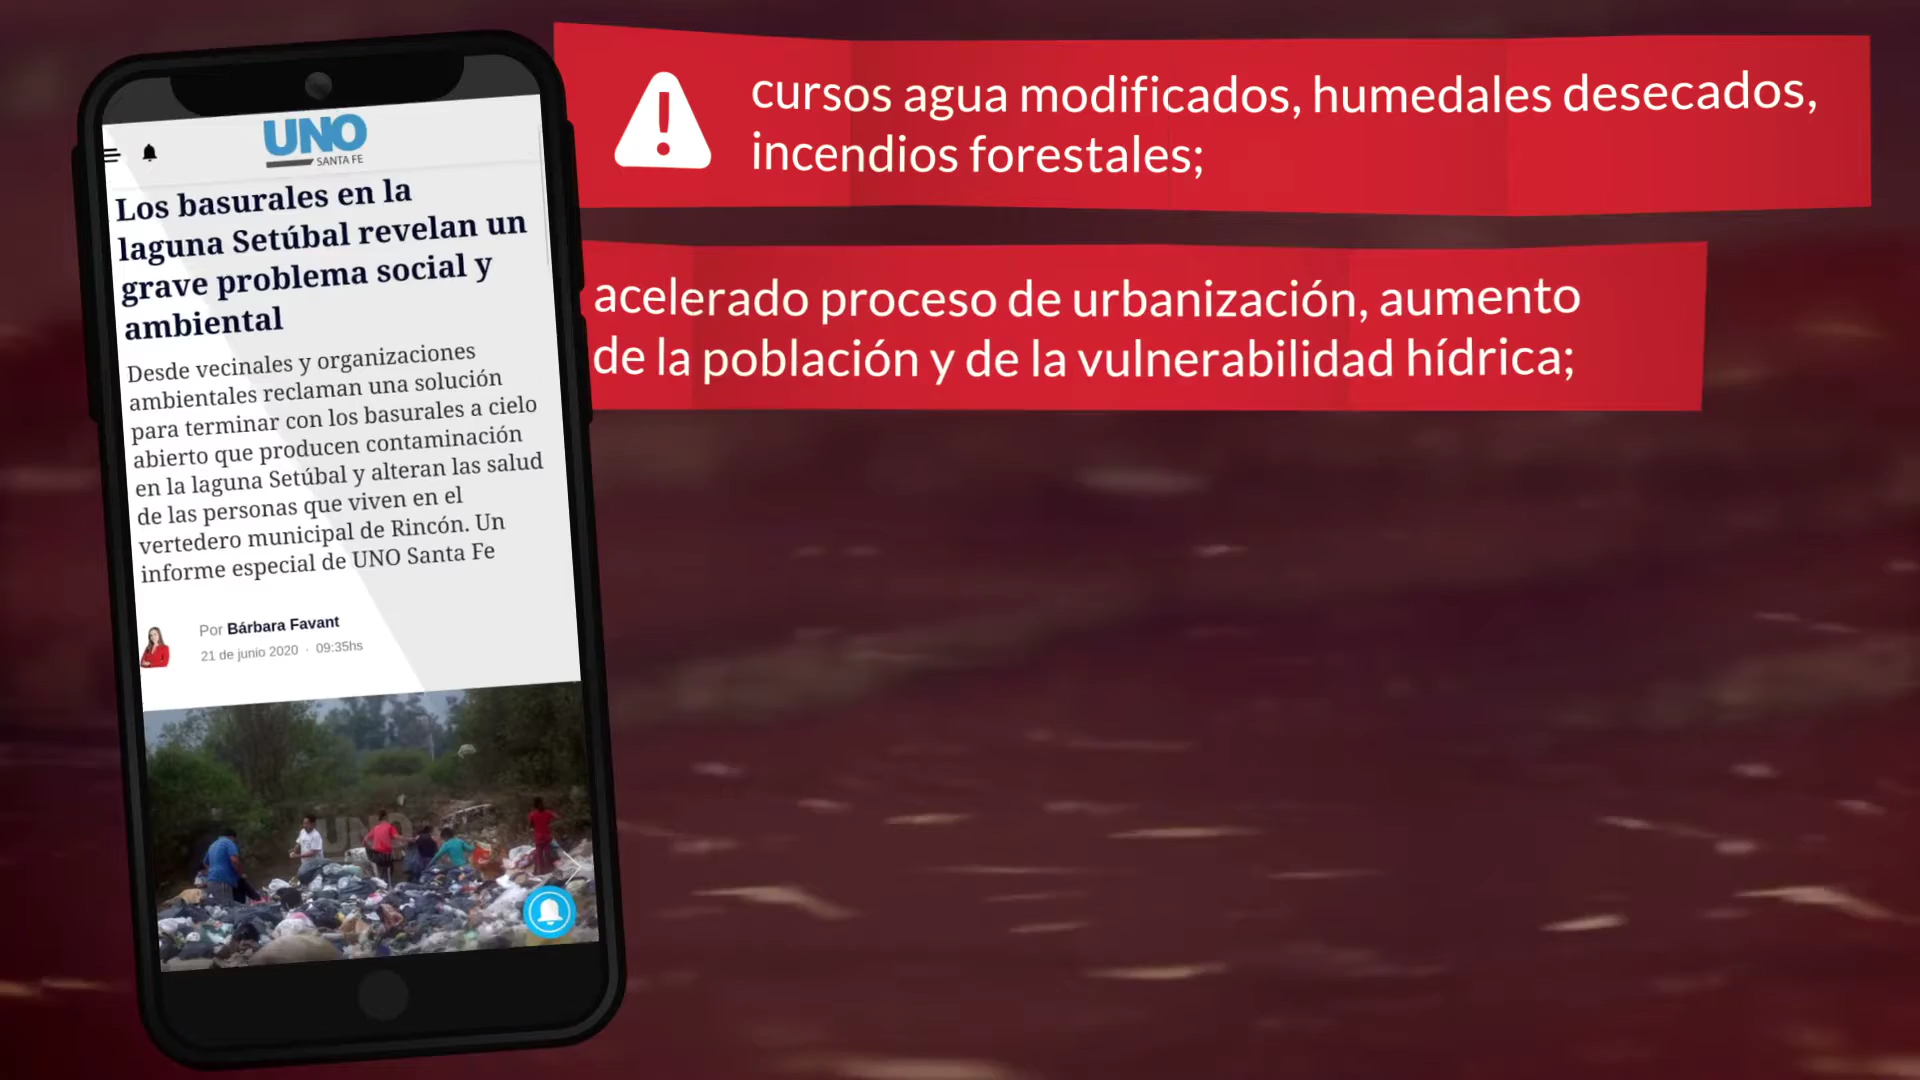 UNO
SANTA FE
Los basurales en la
laguna Setúbal revelan un
grave problema social y
ambiental
Desde vecinales y organizaciones
ambientales reclaman una solución
para terminar con los basurales a cielo
abierto que producen contaminación
en la laguna Setúbal y alteran las salud
de las personas que viven en el
vertedero municipal de Rincón. Un
informe especial de UNO Santa Fe
Por Bárbara Favant
21 de junio 2020 · 09:35hs
UNO
cursos agua modificados, humedales desecados,
incendios forestales;
acelerado proceso de urbanización, aumento
de la población y de la vulnerabilidad hídrica;